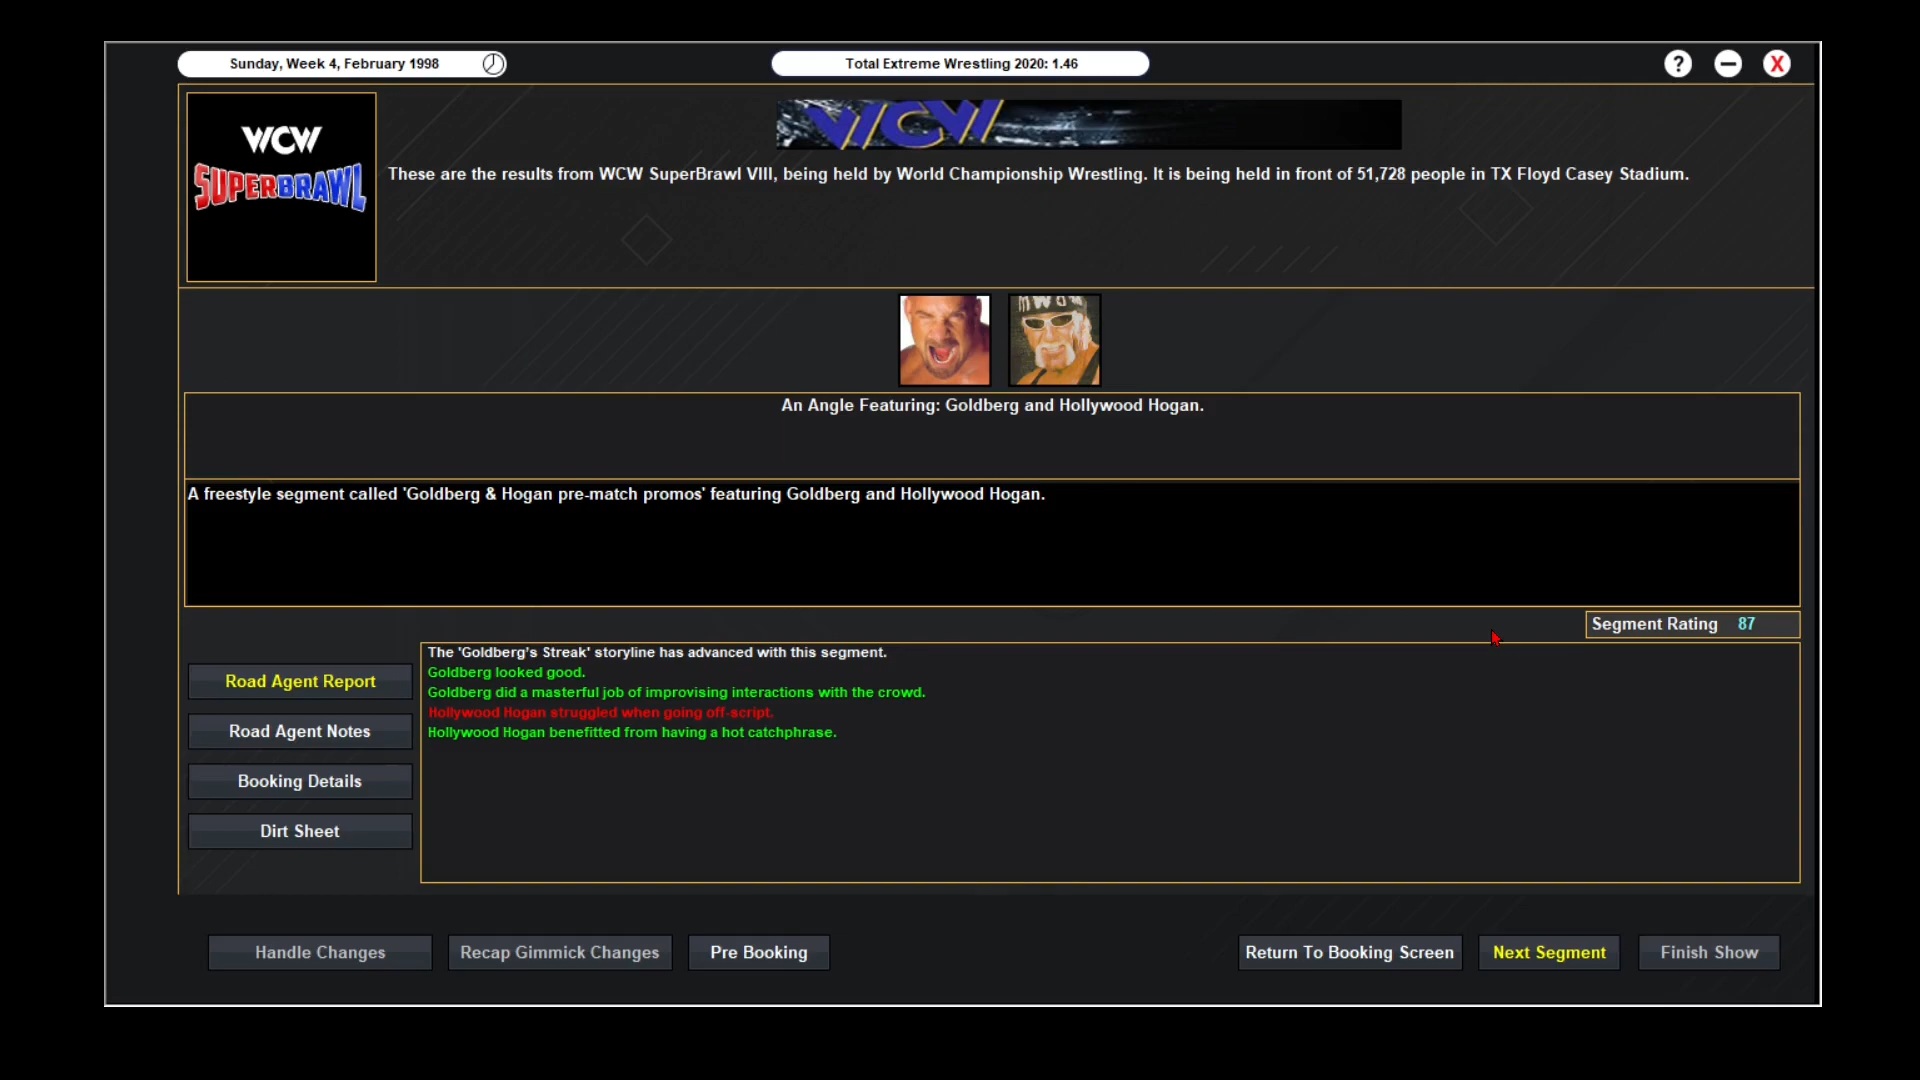 Sunday, Week 4, February 1998
Total Extreme Wrestling 2020: 1.46
?
X
WCW
SUPERBRAWL
WCW
These are the results from WCW SuperBrawl VIII, being held by World Championship Wrestling. It is being held in front of 51,728 people in TX Floyd Casey Stadium.
An Angle Featuring: Goldberg and Hollywood Hogan.
A freestyle segment called 'Goldberg & Hogan pre-match promos' featuring Goldberg and Hollywood Hogan.
Segment Rating 87
Road Agent Report
Road Agent Notes
Booking Details
Dirt Sheet
The 'Goldberg's Streak' storyline has advanced with this segment.
Goldberg looked good.
Goldberg did a masterful job of improvising interactions with the crowd.
Hollywood Hogan struggled when going off-script.
Hollywood Hogan benefitted from having a hot catchphrase.
Handle Changes
Recap Gimmick Changes
Pre Booking
Return To Booking Screen
Next Segment
Finish Show